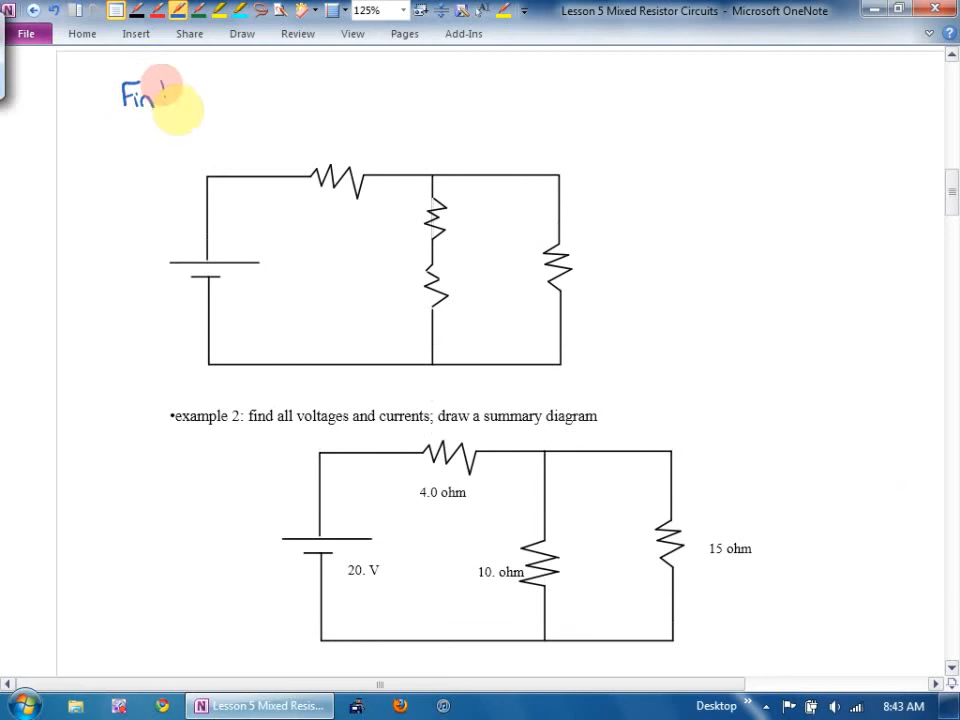 125%
Lesson 5 Mixed Resistor Circuits - Microsoft OneNote
File Home Insert Share Draw Review View Pages Add-Ins
•example 2: find all voltages and currents; draw a summary diagram
4.0 ohm
15 ohm
20. V 10. ohm
Lesson 5 Mixed Resis... Desktop 8:43 AM